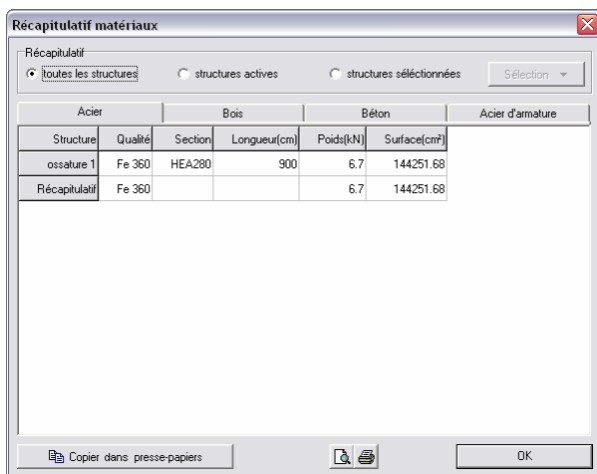 Récapitulatif matériaux
Récapitulatif
toutes les structures structures actives structures séléctionnées Sélection
Acier Bois Béton Acier d'armature
Structure Qualité Section Longueur(cm) Poids(kN) Surface(cm²)
ossature 1 Fe 360 HEA280 900 6.7 144251.68
Récapitulatif Fe 360 6.7 144251.68
Copier dans presse-papiers OK